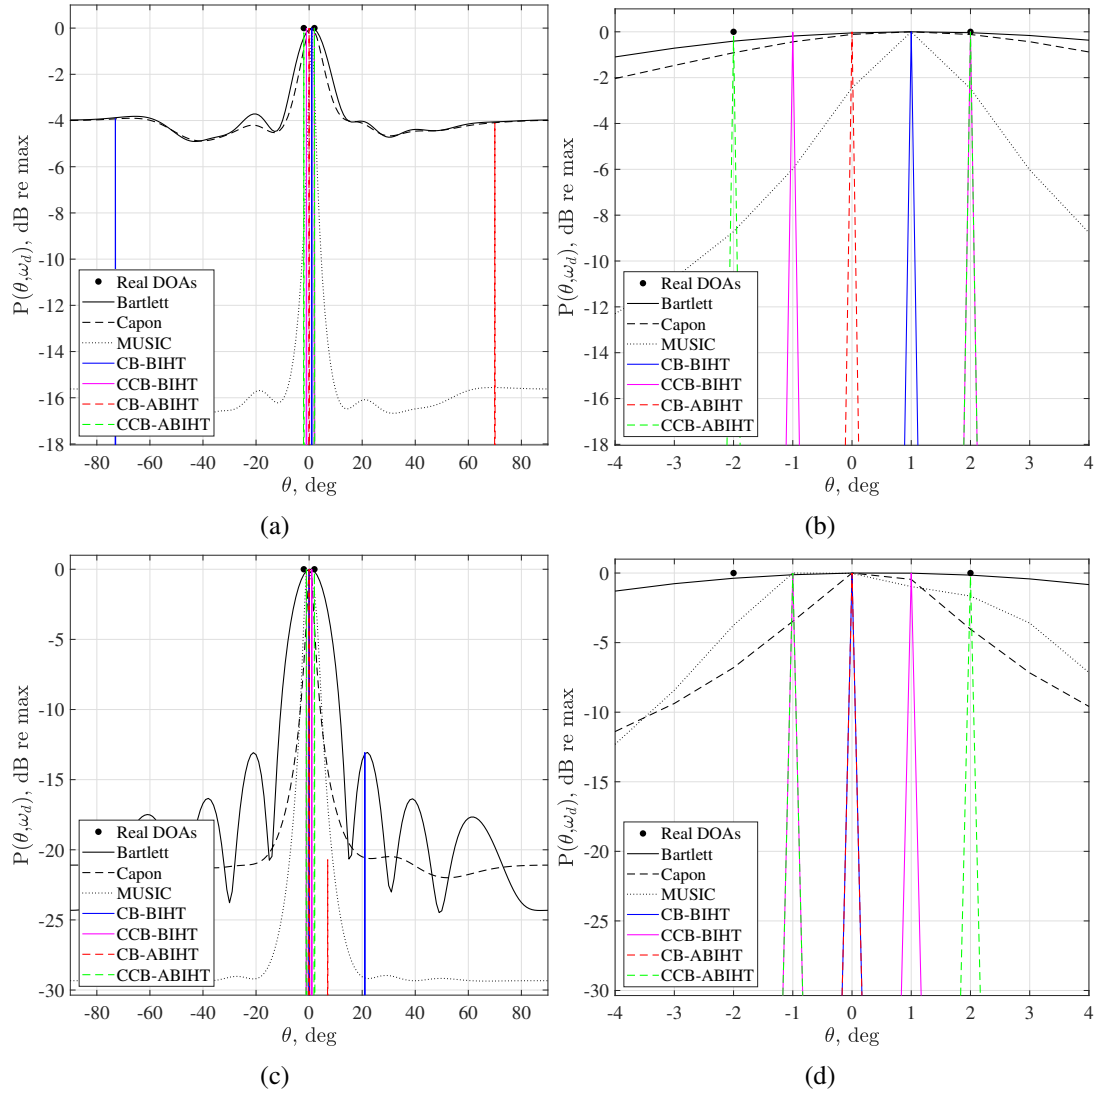 0
-2
-4
-6
-8
-10
-12
-14
-16
-18
P(θ,ω_d), dB re max
Real DOAs
Bartlett
Capon
MUSIC
CB-BIHT
CCB-BIHT
CB-ABIHT
CCB-ABIHT
-80 -60 -40 -20 0 20 40 60 80
θ, deg
(a)
0
-2
-4
-6
-8
-10
-12
-14
-16
-18
P(θ,ω_d), dB re max
Real DOAs
Bartlett
Capon
MUSIC
CB-BIHT
CCB-BIHT
CB-ABIHT
CCB-ABIHT
-4 -3 -2 -1 0 1 2 3 4
θ, deg
(b)
0
-5
-10
-15
-20
-25
-30
P(θ,ω_d), dB re max
Real DOAs
Bartlett
Capon
MUSIC
CB-BIHT
CCB-BIHT
CB-ABIHT
CCB-ABIHT
-80 -60 -40 -20 0 20 40 60 80
θ, deg
(c)
0
-5
-10
-15
-20
-25
-30
P(θ,ω_d), dB re max
Real DOAs
Bartlett
Capon
MUSIC
CB-BIHT
CCB-BIHT
CB-ABIHT
CCB-ABIHT
-4 -3 -2 -1 0 1 2 3 4
θ, deg
(d)